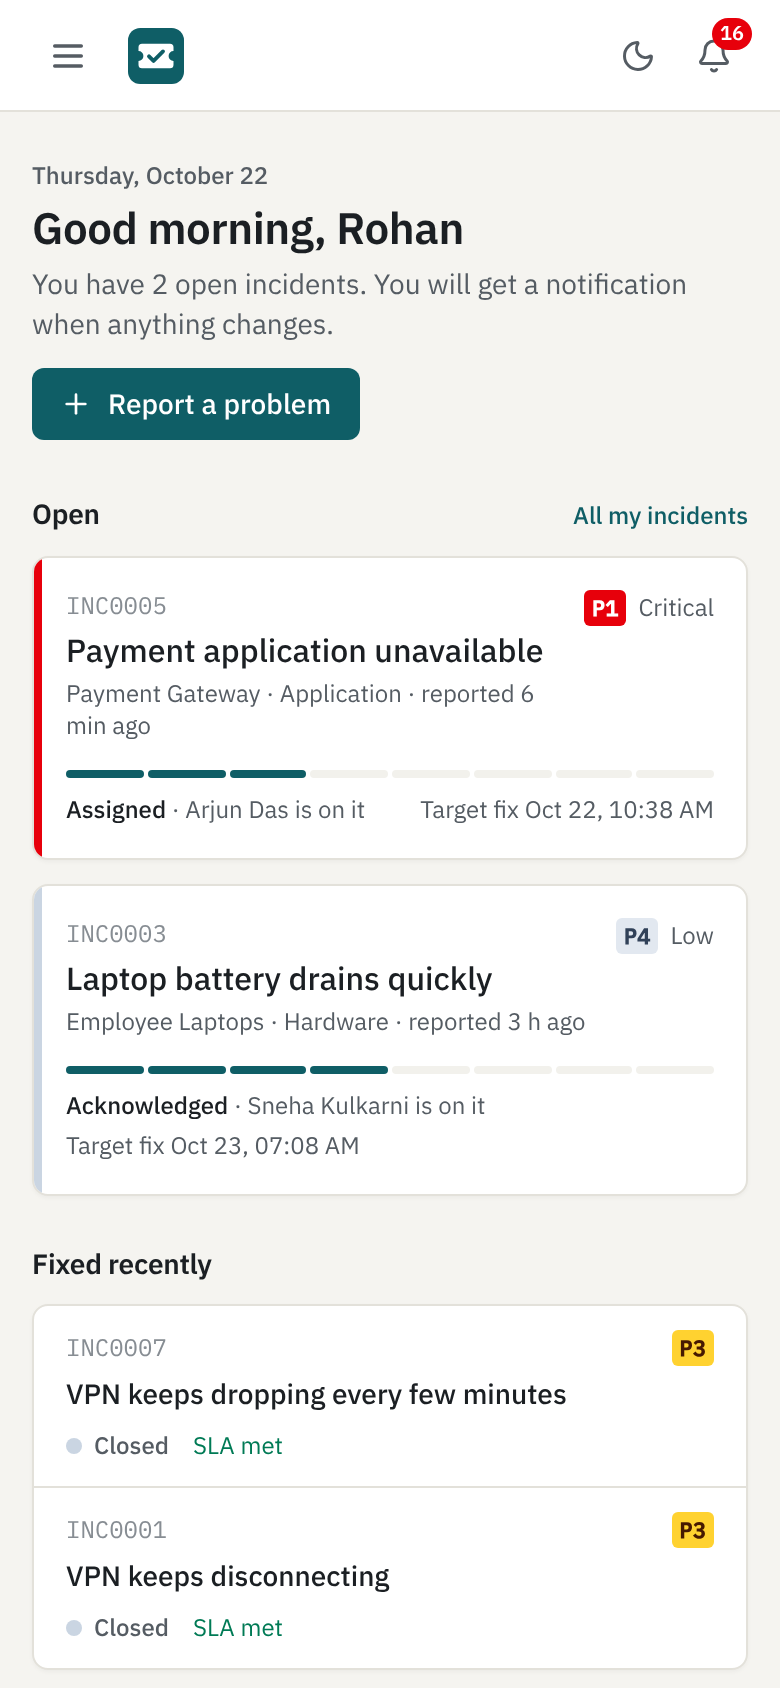 16
Thursday, October 22
Good morning, Rohan
You have 2 open incidents. You will get a notification
when anything changes.
Report a problem
Open
All my incidents
INC0005
P1 Critical
Payment application unavailable
Payment Gateway · Application · reported 6
min ago
Assigned · Arjun Das is on it
Target fix Oct 22, 10:38 AM
INC0003
P4 Low
Laptop battery drains quickly
Employee Laptops · Hardware · reported 3 h ago
Acknowledged · Sneha Kulkarni is on it
Target fix Oct 23, 07:08 AM
Fixed recently
INC0007
P3
VPN keeps dropping every few minutes
Closed SLA met
INC0001
P3
VPN keeps disconnecting
Closed SLA met